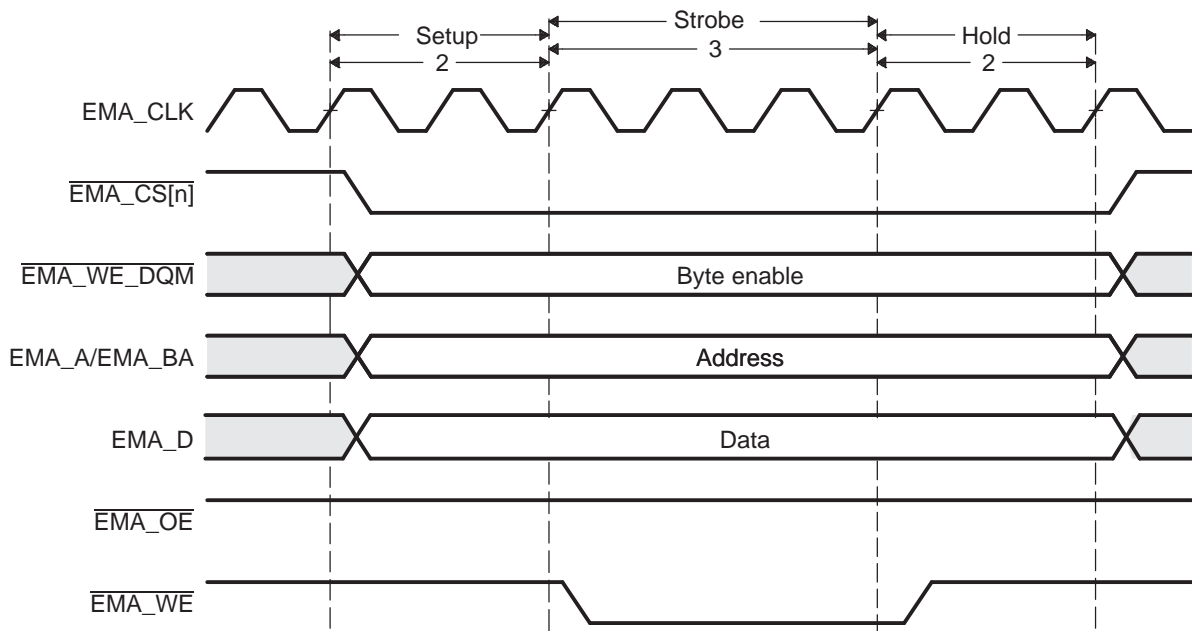 Setup
Strobe
Hold
2
3
2
EMA_CLK
EMA_CS[n]
EMA_WE_DQM
Byte enable
EMA_A/EMA_BA
Address
EMA_D
Data
EMA_OE
EMA_WE